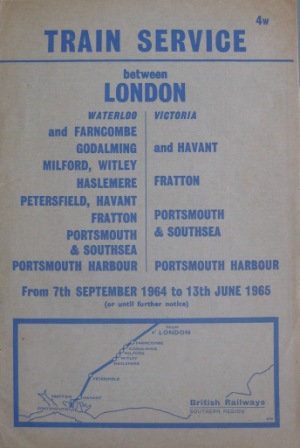 4w
TRAIN SERVICE
between
LONDON
WATERLOO VICTORIA
and FARNCOMBE
GODALMING and HAVANT
MILFORD, WITLEY
HASLEMERE FRATTON
PETERSFIELD, HAVANT
FRATTON PORTSMOUTH
PORTSMOUTH & SOUTHSEA
& SOUTHSEA
PORTSMOUTH HARBOUR PORTSMOUTH HARBOUR
From 7th SEPTEMBER 1964 to 13th JUNE 1965
(or until further notice)
LONDON
FARNCOMBE
GODALMING
MILFORD
WITLEY
HASLEMERE
PETERSFIELD
HAVANT
British Railways
SOUTHERN REGION